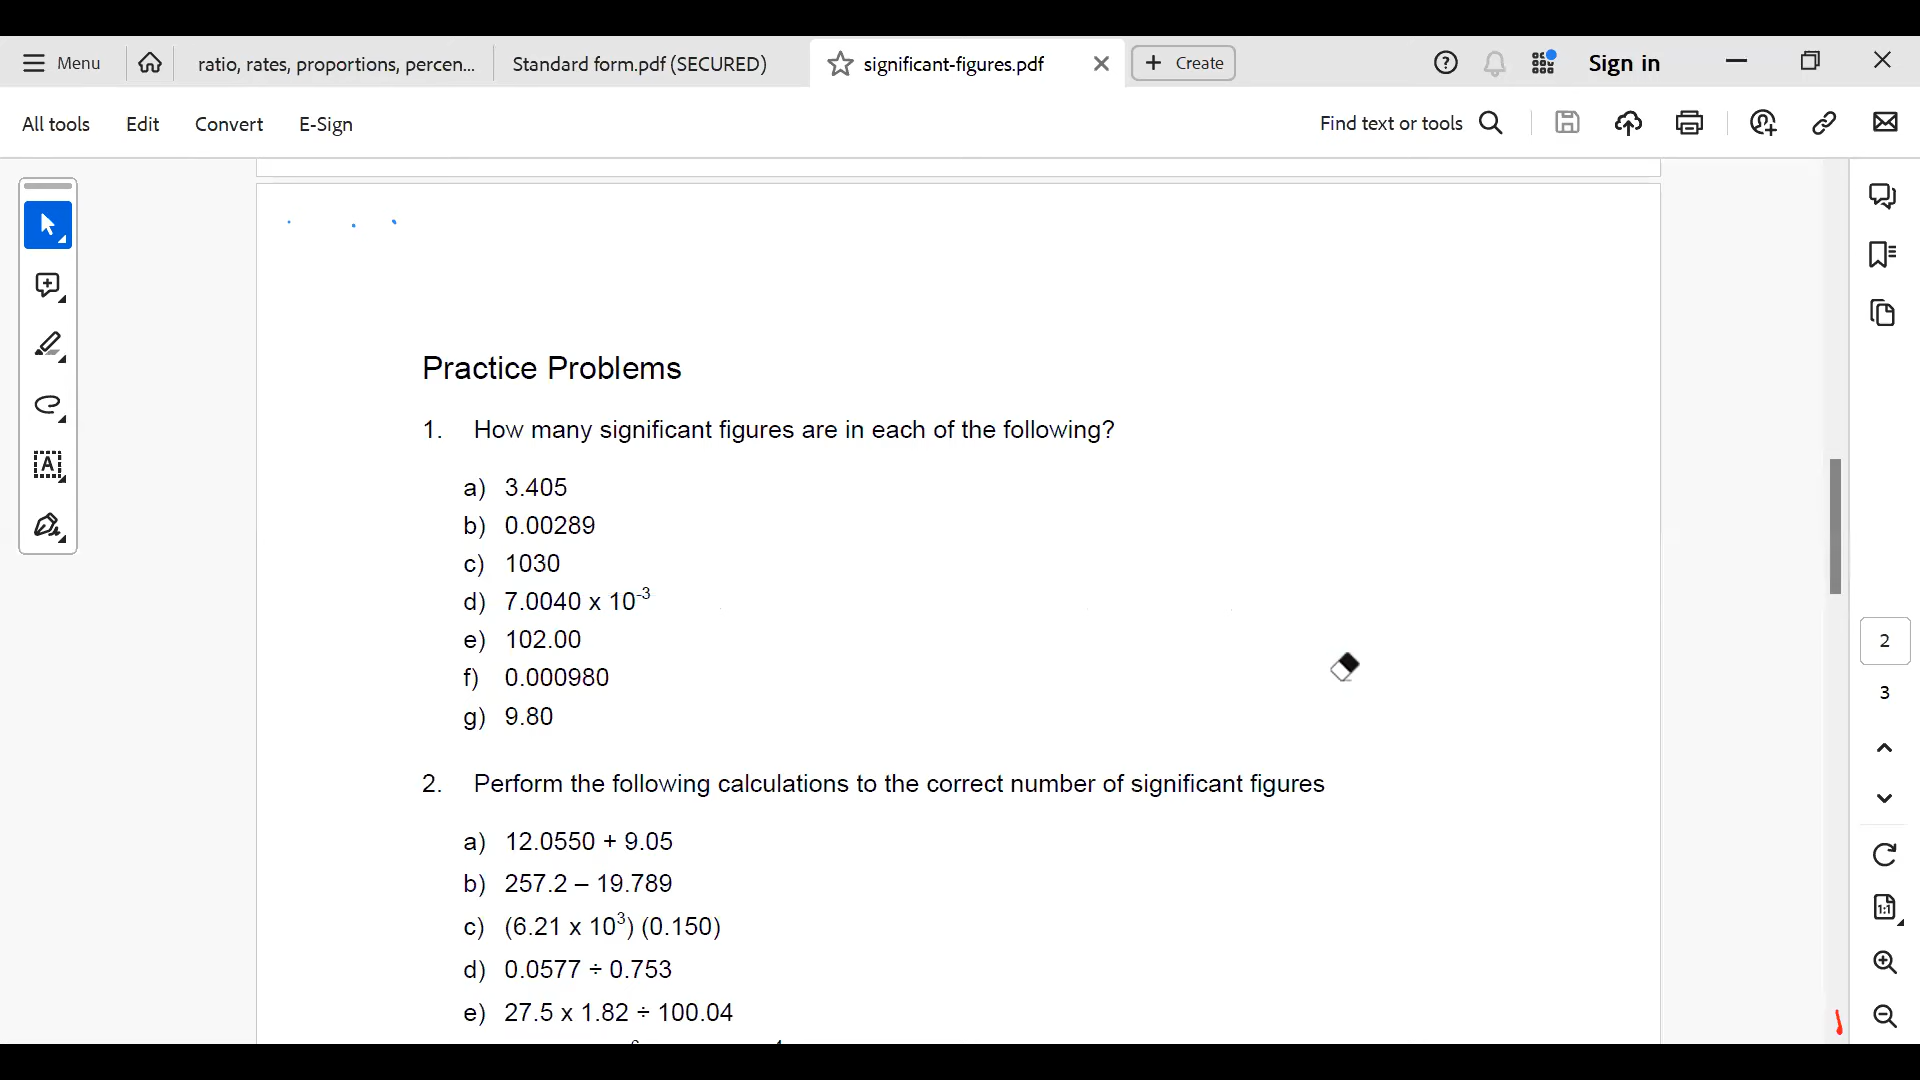 Menu
ratio, rates, proportions, percen...
Standard form.pdf (SECURED)
significant-figures.pdf
Create
Sign in
All tools
Edit
Convert
E-Sign
Find text or tools
Practice Problems
1. How many significant figures are in each of the following?
a) 3.405
b) 0.00289
c) 1030
d) 7.0040 x 10⁻³
e) 102.00
f) 0.000980
g) 9.80
2. Perform the following calculations to the correct number of significant figures
a) 12.0550 + 9.05
b) 257.2 – 19.789
c) (6.21 x 10³) (0.150)
d) 0.0577 ÷ 0.753
e) 27.5 x 1.82 ÷ 100.04
2
3
1:1